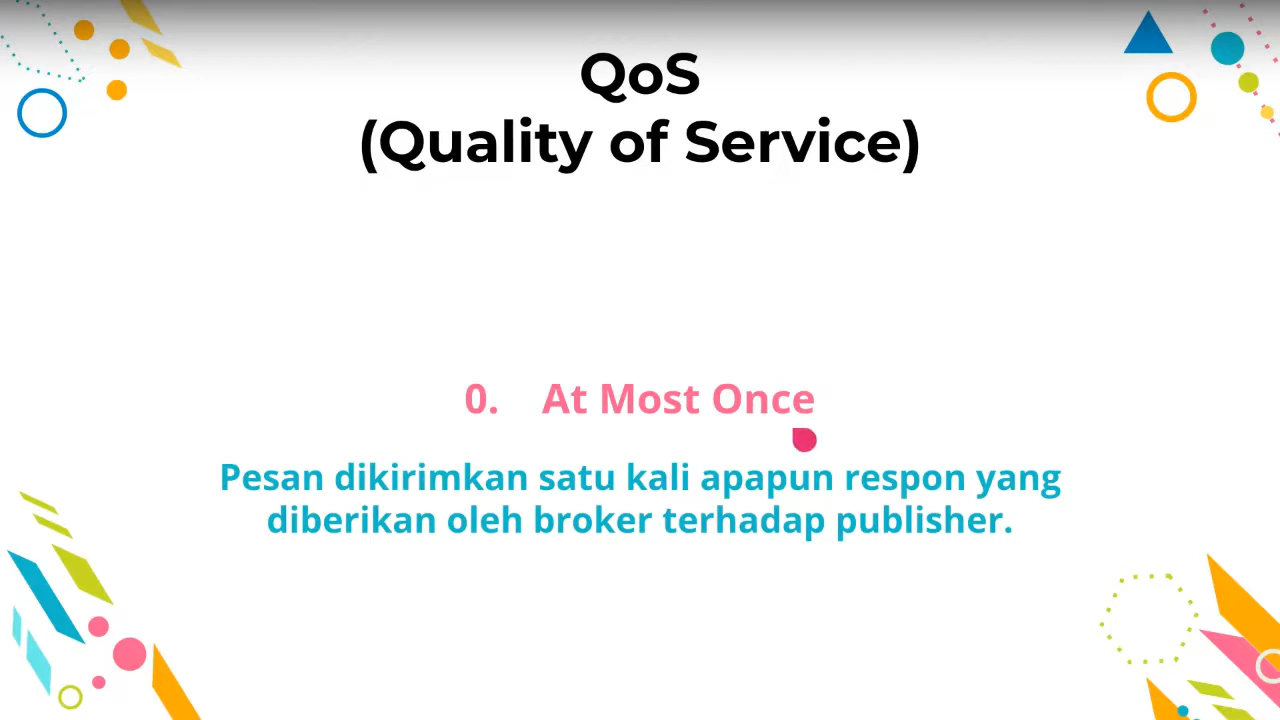 QoS
(Quality of Service)
0. At Most Once
Pesan dikirimkan satu kali apapun respon yang
diberikan oleh broker terhadap publisher.